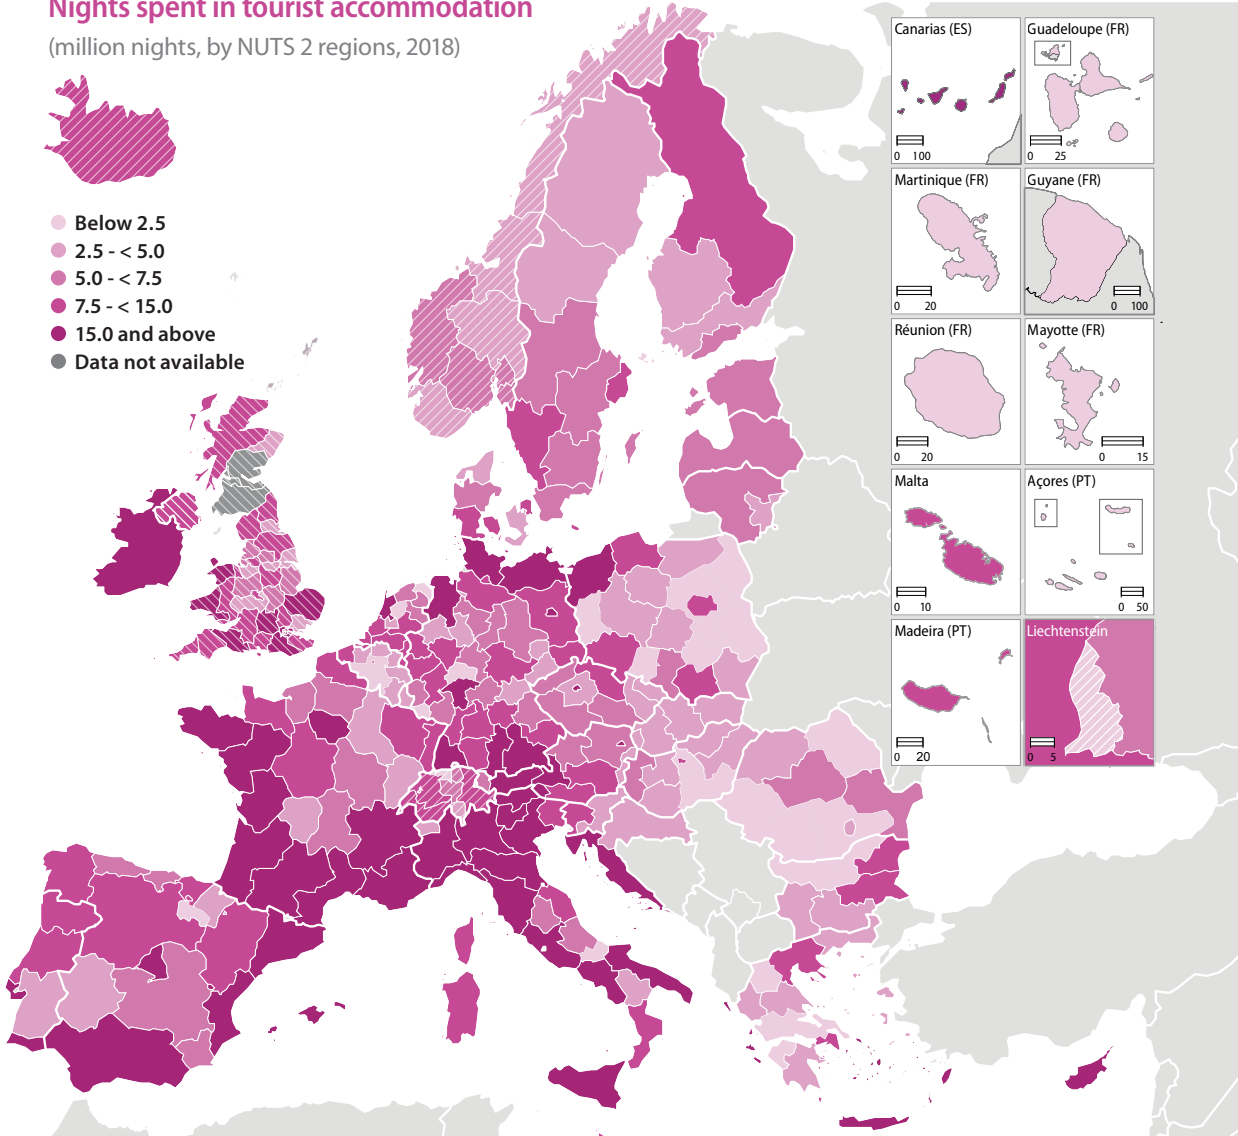 Nights spent in tourist accommodation
(million nights, by NUTS 2 regions, 2018)
Below 2.5
2.5 - < 5.0
5.0 - < 7.5
7.5 - < 15.0
15.0 and above
Data not available
Canarias (ES)
0 100
Guadeloupe (FR)
0 25
Martinique (FR)
0 20
Guyane (FR)
0 100
Réunion (FR)
0 20
Mayotte (FR)
0 15
Malta
0 10
Açores (PT)
0 50
Madeira (PT)
0 20
Liechtenstein
0 5